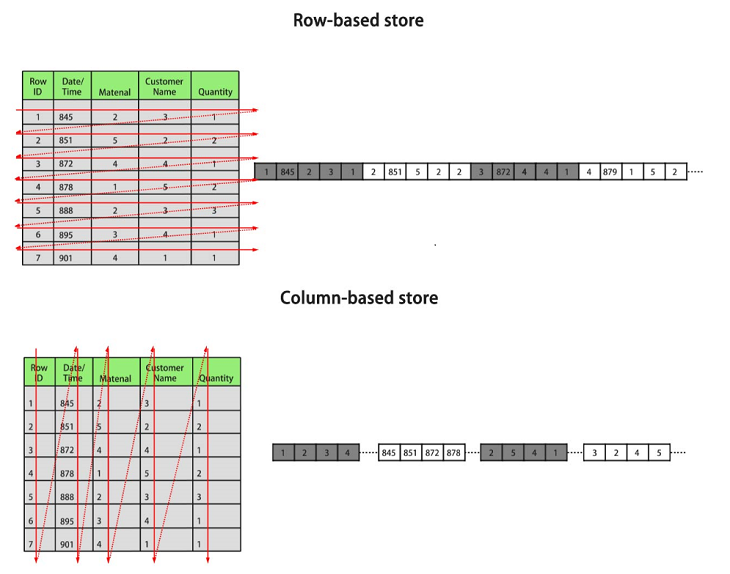 Row-based store
Row ID Date/Time Matenal Customer Name Quantity
1 845 2 3 1
2 851 5 2 2
3 872 4 4 1
4 878 1 5 2
5 888 2 3 3
6 895 3 4 1
7 901 4 1 1
1 845 2 3 1 2 851 5 2 2 3 872 4 4 1 4 879 1 5 2
Column-based store
Row ID Date/Time Matenal Customer Name Quantity
1 845 2 3 1
2 851 5 2 2
3 872 4 4 1
4 878 1 5 2
5 888 2 3 3
6 895 3 4 1
7 901 4 1 1
1 2 3 4 845 851 872 878 2 5 4 1 3 2 4 5